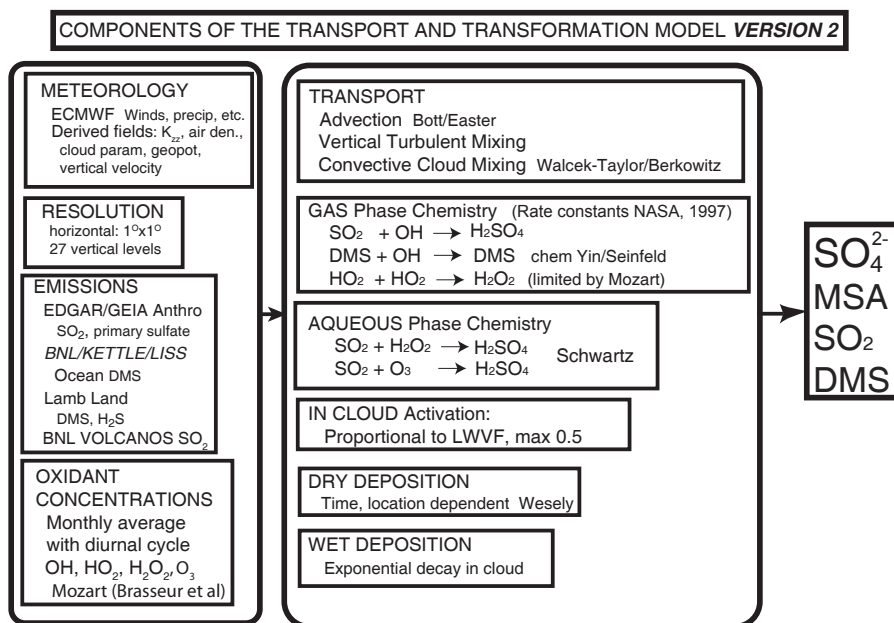 COMPONENTS OF THE TRANSPORT AND TRANSFORMATION MODEL VERSION 2
METEOROLOGY
ECMWF Winds, precip, etc.
Derived fields: Kzz, air den.,
cloud param, geopot,
vertical velocity
RESOLUTION
horizontal: 1°x1°
27 vertical levels
EMISSIONS
EDGAR/GEIA Anthro
SO₂, primary sulfate
BNL/KETTLE/LISS
Ocean DMS
Lamb Land
DMS, H₂S
BNL VOLCANOS SO₂
OXIDANT
CONCENTRATIONS
Monthly average
with diurnal cycle
OH, HO₂, H₂O₂, O₃
Mozart (Brasseur et al)
TRANSPORT
Advection Bott/Easter
Vertical Turbulent Mixing
Convective Cloud Mixing Walcek-Taylor/Berkowitz
GAS Phase Chemistry (Rate constants NASA, 1997)
SO₂ + OH → H₂SO₄
DMS + OH → DMS chem Yin/Seinfeld
HO₂ + HO₂ → H₂O₂ (limited by Mozart)
AQUEOUS Phase Chemistry
SO₂ + H₂O₂ → H₂SO₄ Schwartz
SO₂ + O₃ → H₂SO₄
IN CLOUD Activation:
Proportional to LWVF, max 0.5
DRY DEPOSITION
Time, location dependent Wesely
WET DEPOSITION
Exponential decay in cloud
SO₄²⁻
MSA
SO₂
DMS